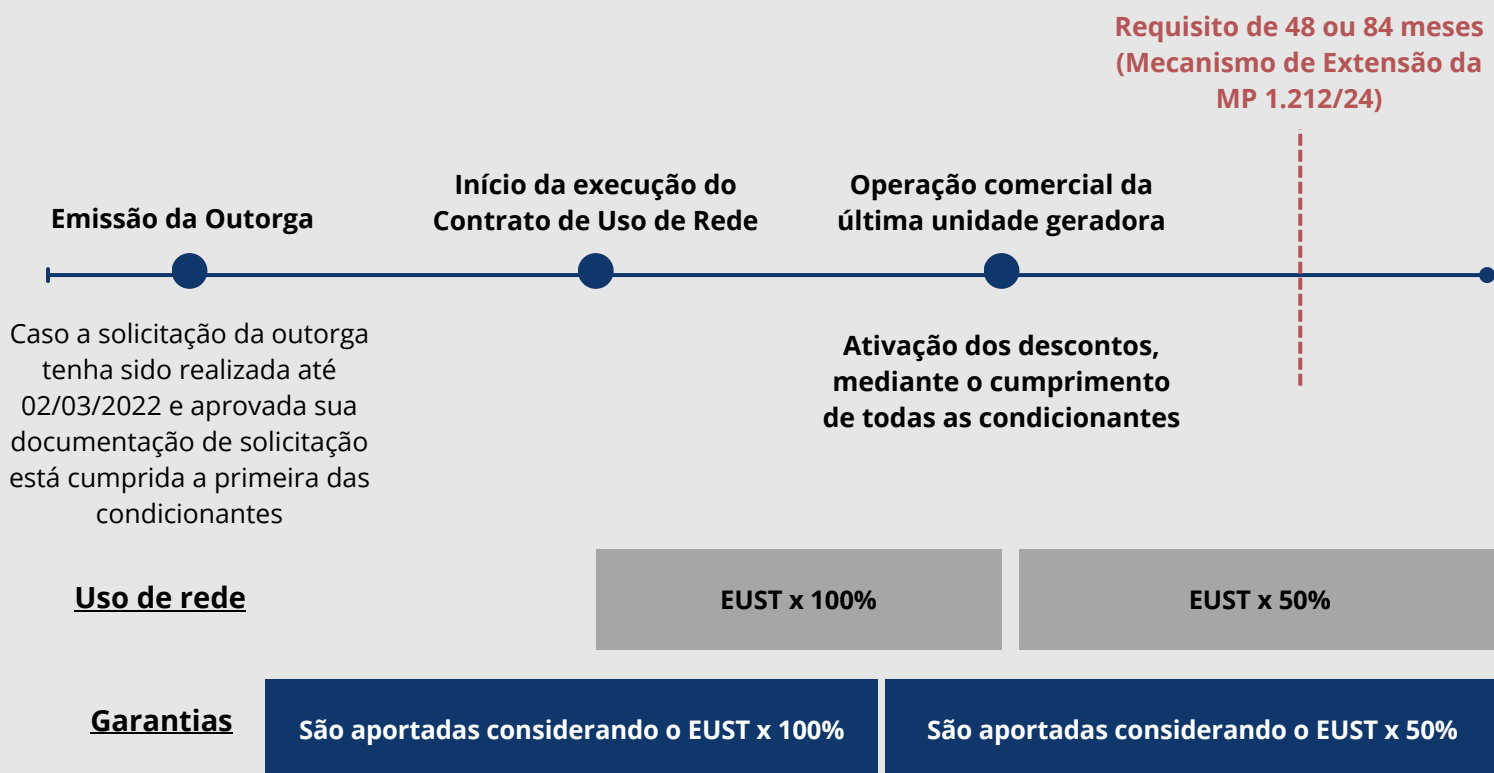 Requisito de 48 ou 84 meses
(Mecanismo de Extensão da
MP 1.212/24)
Emissão da Outorga
Início da execução do
Contrato de Uso de Rede
Operação comercial da
última unidade geradora
Caso a solicitação da outorga
tenha sido realizada até
02/03/2022 e aprovada sua
documentação de solicitação
está cumprida a primeira das
condicionantes
Ativação dos descontos,
mediante o cumprimento
de todas as condicionantes
Uso de rede
EUST x 100%
EUST x 50%
Garantias
São aportadas considerando o EUST x 100%
São aportadas considerando o EUST x 50%